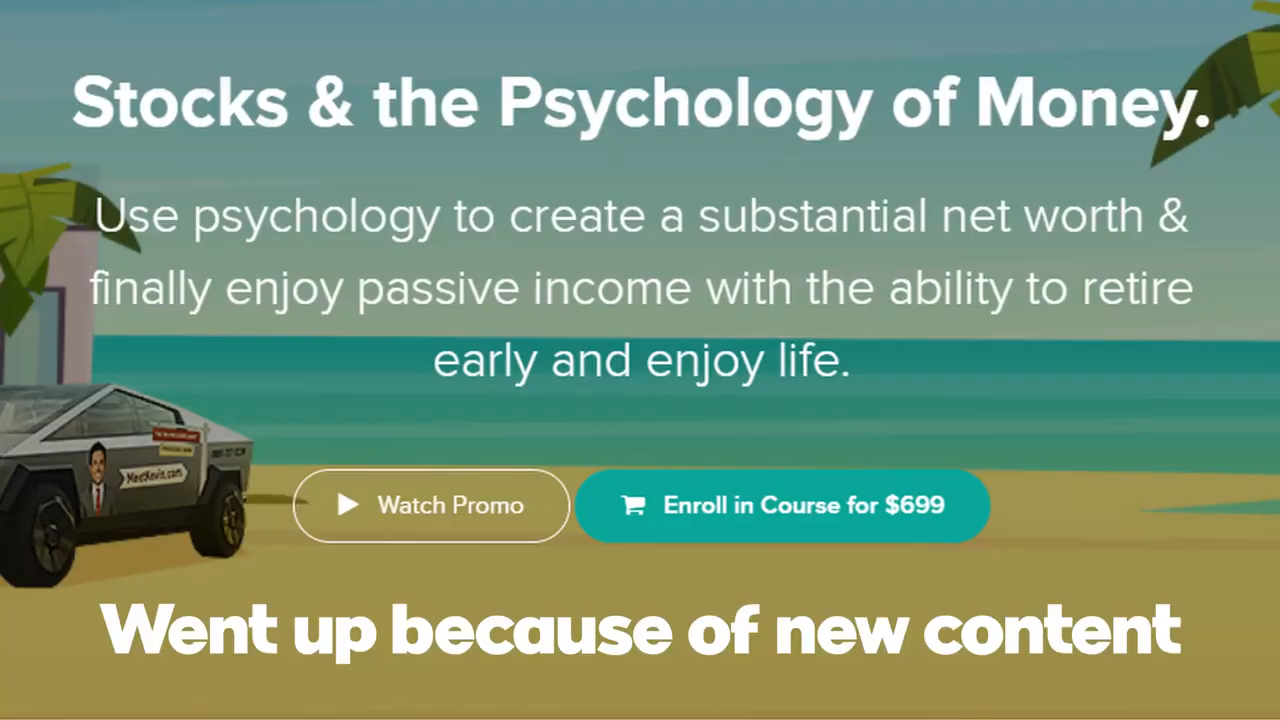 Stocks & the Psychology of Money.
Use psychology to create a substantial net worth &
finally enjoy passive income with the ability to retire
early and enjoy life.
MeetKevin.com
Watch Promo
Enroll in Course for $699
Went up because of new content